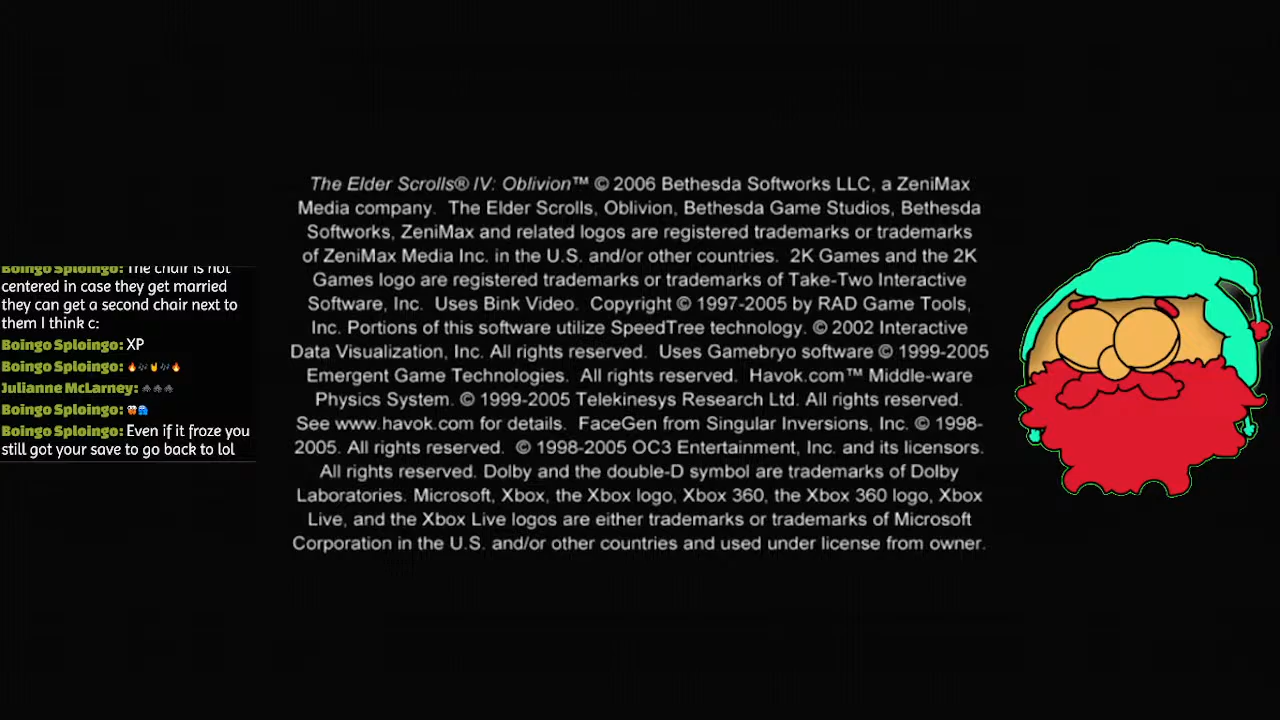 Boingo Sploingo: The chair is not
centered in case they get married
they can get a second chair next to
them I think c:
Boingo Sploingo: XP
Boingo Sploingo: 🔥🎶🤘🎶🔥
Julianne McLarney:
Boingo Sploingo:
Boingo Sploingo: Even if it froze you
still got your save to go back to lol
The Elder Scrolls® IV: Oblivion™ © 2006 Bethesda Softworks LLC, a ZeniMax
Media company. The Elder Scrolls, Oblivion, Bethesda Game Studios, Bethesda
Softworks, ZeniMax and related logos are registered trademarks or trademarks
of ZeniMax Media Inc. in the U.S. and/or other countries. 2K Games and the 2K
Games logo are registered trademarks or trademarks of Take-Two Interactive
Software, Inc. Uses Bink Video. Copyright © 1997-2005 by RAD Game Tools,
Inc. Portions of this software utilize SpeedTree technology. © 2002 Interactive
Data Visualization, Inc. All rights reserved. Uses Gamebryo software © 1999-2005
Emergent Game Technologies. All rights reserved. Havok.com™ Middle-ware
Physics System. © 1999-2005 Telekinesys Research Ltd. All rights reserved.
See www.havok.com for details. FaceGen from Singular Inversions, Inc. © 1998-
2005. All rights reserved. © 1998-2005 OC3 Entertainment, Inc. and its licensors.
All rights reserved. Dolby and the double-D symbol are trademarks of Dolby
Laboratories. Microsoft, Xbox, the Xbox logo, Xbox 360, the Xbox 360 logo, Xbox
Live, and the Xbox Live logos are either trademarks or trademarks of Microsoft
Corporation in the U.S. and/or other countries and used under license from owner.